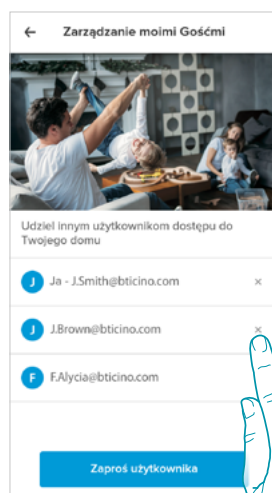 ← Zarządzanie moimi Gośćmi
Udziel innym użytkownikom dostępu do
Twojego domu
J Ja - J.Smith@bticino.com ×
J J.Brown@bticino.com ×
F F.Alycia@bticino.com
Zaproś użytkownika